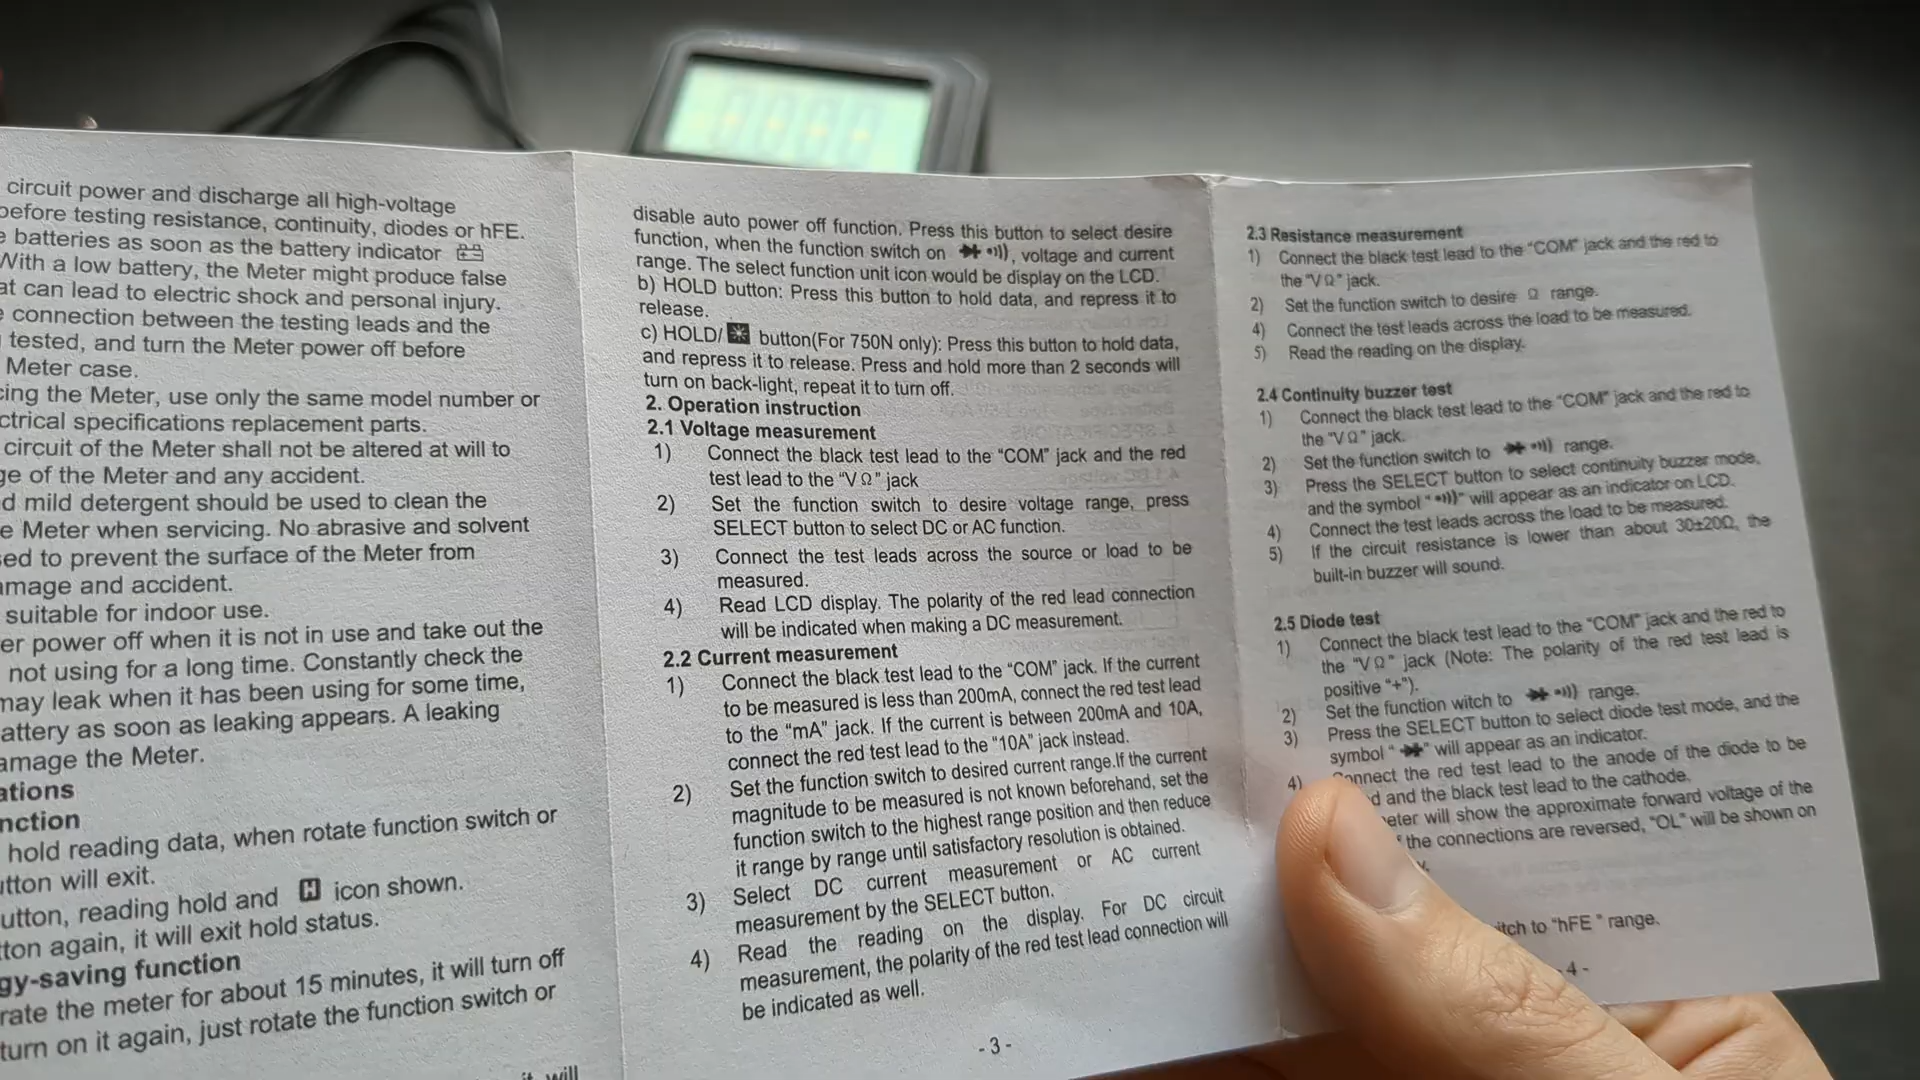 circuit power and discharge all high-voltage
before testing resistance, continuity, diodes or hFE.
batteries as soon as the battery indicator
With a low battery, the Meter might produce false
at can lead to electric shock and personal injury.
connection between the testing leads and the
tested, and turn the Meter power off before
Meter case.
cing the Meter, use only the same model number or
ctrical specifications replacement parts.
circuit of the Meter shall not be altered at will to
ge of the Meter and any accident.
d mild detergent should be used to clean the
e Meter when servicing. No abrasive and solvent
sed to prevent the surface of the Meter from
amage and accident.
suitable for indoor use.
er power off when it is not in use and take out the
not using for a long time. Constantly check the
may leak when it has been using for some time,
attery as soon as leaking appears. A leaking
amage the Meter.
ations
nction
hold reading data, when rotate function switch or
utton will exit.
utton, reading hold and H icon shown.
ton again, it will exit hold status.
gy-saving function
rate the meter for about 15 minutes, it will turn off
turn on it again, just rotate the function switch or
it will
disable auto power off function. Press this button to select desire
function, when the function switch on , voltage and current
range. The select function unit icon would be display on the LCD.
b) HOLD button: Press this button to hold data, and repress it to
release.
c) HOLD/ button(For 750N only): Press this button to hold data,
and repress it to release. Press and hold more than 2 seconds will
turn on back-light, repeat it to turn off.
2. Operation instruction
2.1 Voltage measurement
1) Connect the black test lead to the “COM” jack and the red
test lead to the “VΩ” jack
2) Set the function switch to desire voltage range, press
SELECT button to select DC or AC function.
3) Connect the test leads across the source or load to be
measured.
4) Read LCD display. The polarity of the red lead connection
will be indicated when making a DC measurement.
2.2 Current measurement
1) Connect the black test lead to the “COM” jack. If the current
to be measured is less than 200mA, connect the red test lead
to the “mA” jack. If the current is between 200mA and 10A,
connect the red test lead to the “10A” jack instead.
2) Set the function switch to desired current range.If the current
magnitude to be measured is not known beforehand, set the
function switch to the highest range position and then reduce
it range by range until satisfactory resolution is obtained.
3) Select DC current measurement or AC current
measurement by the SELECT button.
4) Read the reading on the display. For DC circuit
measurement, the polarity of the red test lead connection will
be indicated as well.
- 3 -
2.3 Resistance measurement
1) Connect the black test lead to the “COM” jack and the red to
the “VΩ” jack.
2) Set the function switch to desire Ω range.
4) Connect the test leads across the load to be measured.
5) Read the reading on the display.
2.4 Continuity buzzer test
1) Connect the black test lead to the “COM” jack and the red to
the “VΩ” jack.
2) Set the function switch to range.
3) Press the SELECT button to select continuity buzzer mode,
and the symbol “ ” will appear as an indicator on LCD.
4) Connect the test leads across the load to be measured.
5) If the circuit resistance is lower than about 30±20Ω, the
built-in buzzer will sound.
2.5 Diode test
1) Connect the black test lead to the “COM” jack and the red to
the “VΩ” jack (Note: The polarity of the red test lead is
positive “+”).
2) Set the function witch to range.
3) Press the SELECT button to select diode test mode, and the
symbol “ ” will appear as an indicator.
4) Connect the red test lead to the anode of the diode to be
d and the black test lead to the cathode.
eter will show the approximate forward voltage of the
f the connections are reversed, “OL” will be shown on
y.
itch to “hFE ” range.
- 4 -